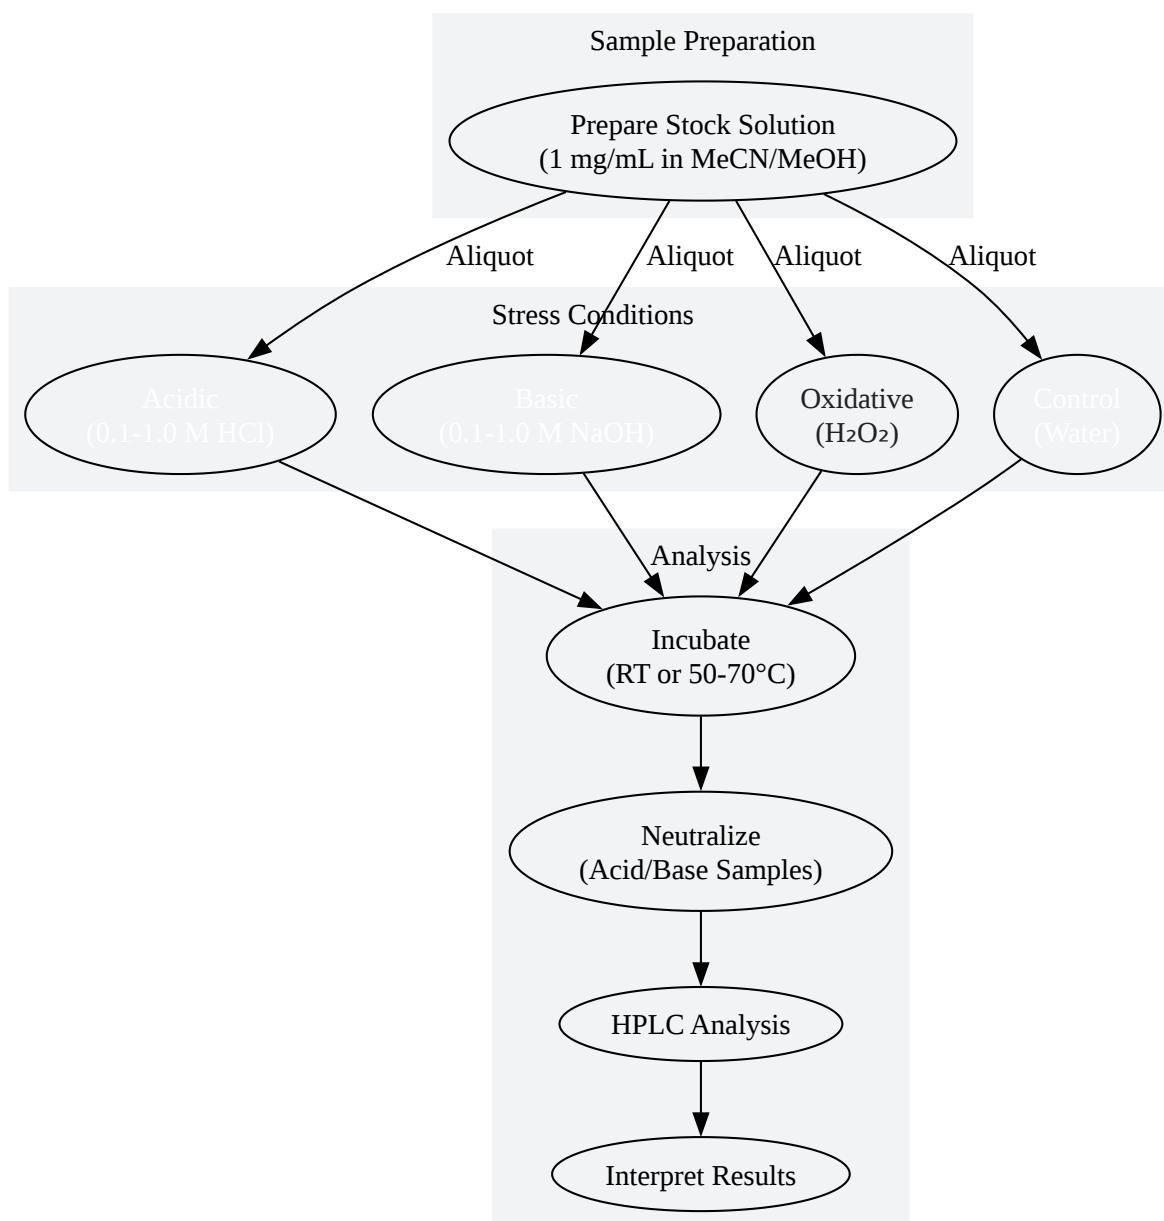 Sample Preparation
Prepare Stock Solution
(1 mg/mL in MeCN/MeOH)
Aliquot
Aliquot
Aliquot
Aliquot
Stress Conditions
Acidic
(0.1-1.0 M HCl)
Basic
(0.1-1.0 M NaOH)
Oxidative
(H₂O₂)
Control
(Water)
Analysis
Incubate
(RT or 50-70°C)
Neutralize
(Acid/Base Samples)
HPLC Analysis
Interpret Results